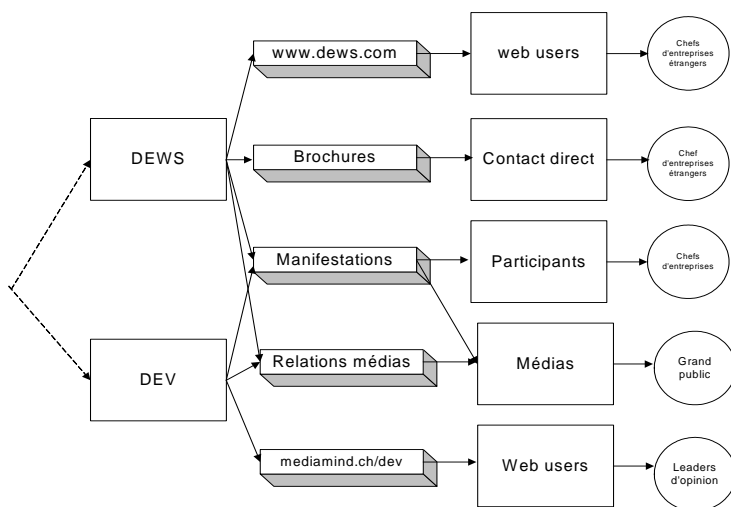 www.dews.com
web users
Chefs
d'entreprises
étrangers
DEWS
Brochures
Contact direct
Chef
d'entreprises
étrangers
Manifestations
Participants
Chefs
d'entreprises
DEV
Relations médias
Médias
Grand
public
mediamind.ch/dev
Web users
Leaders
d'opinion